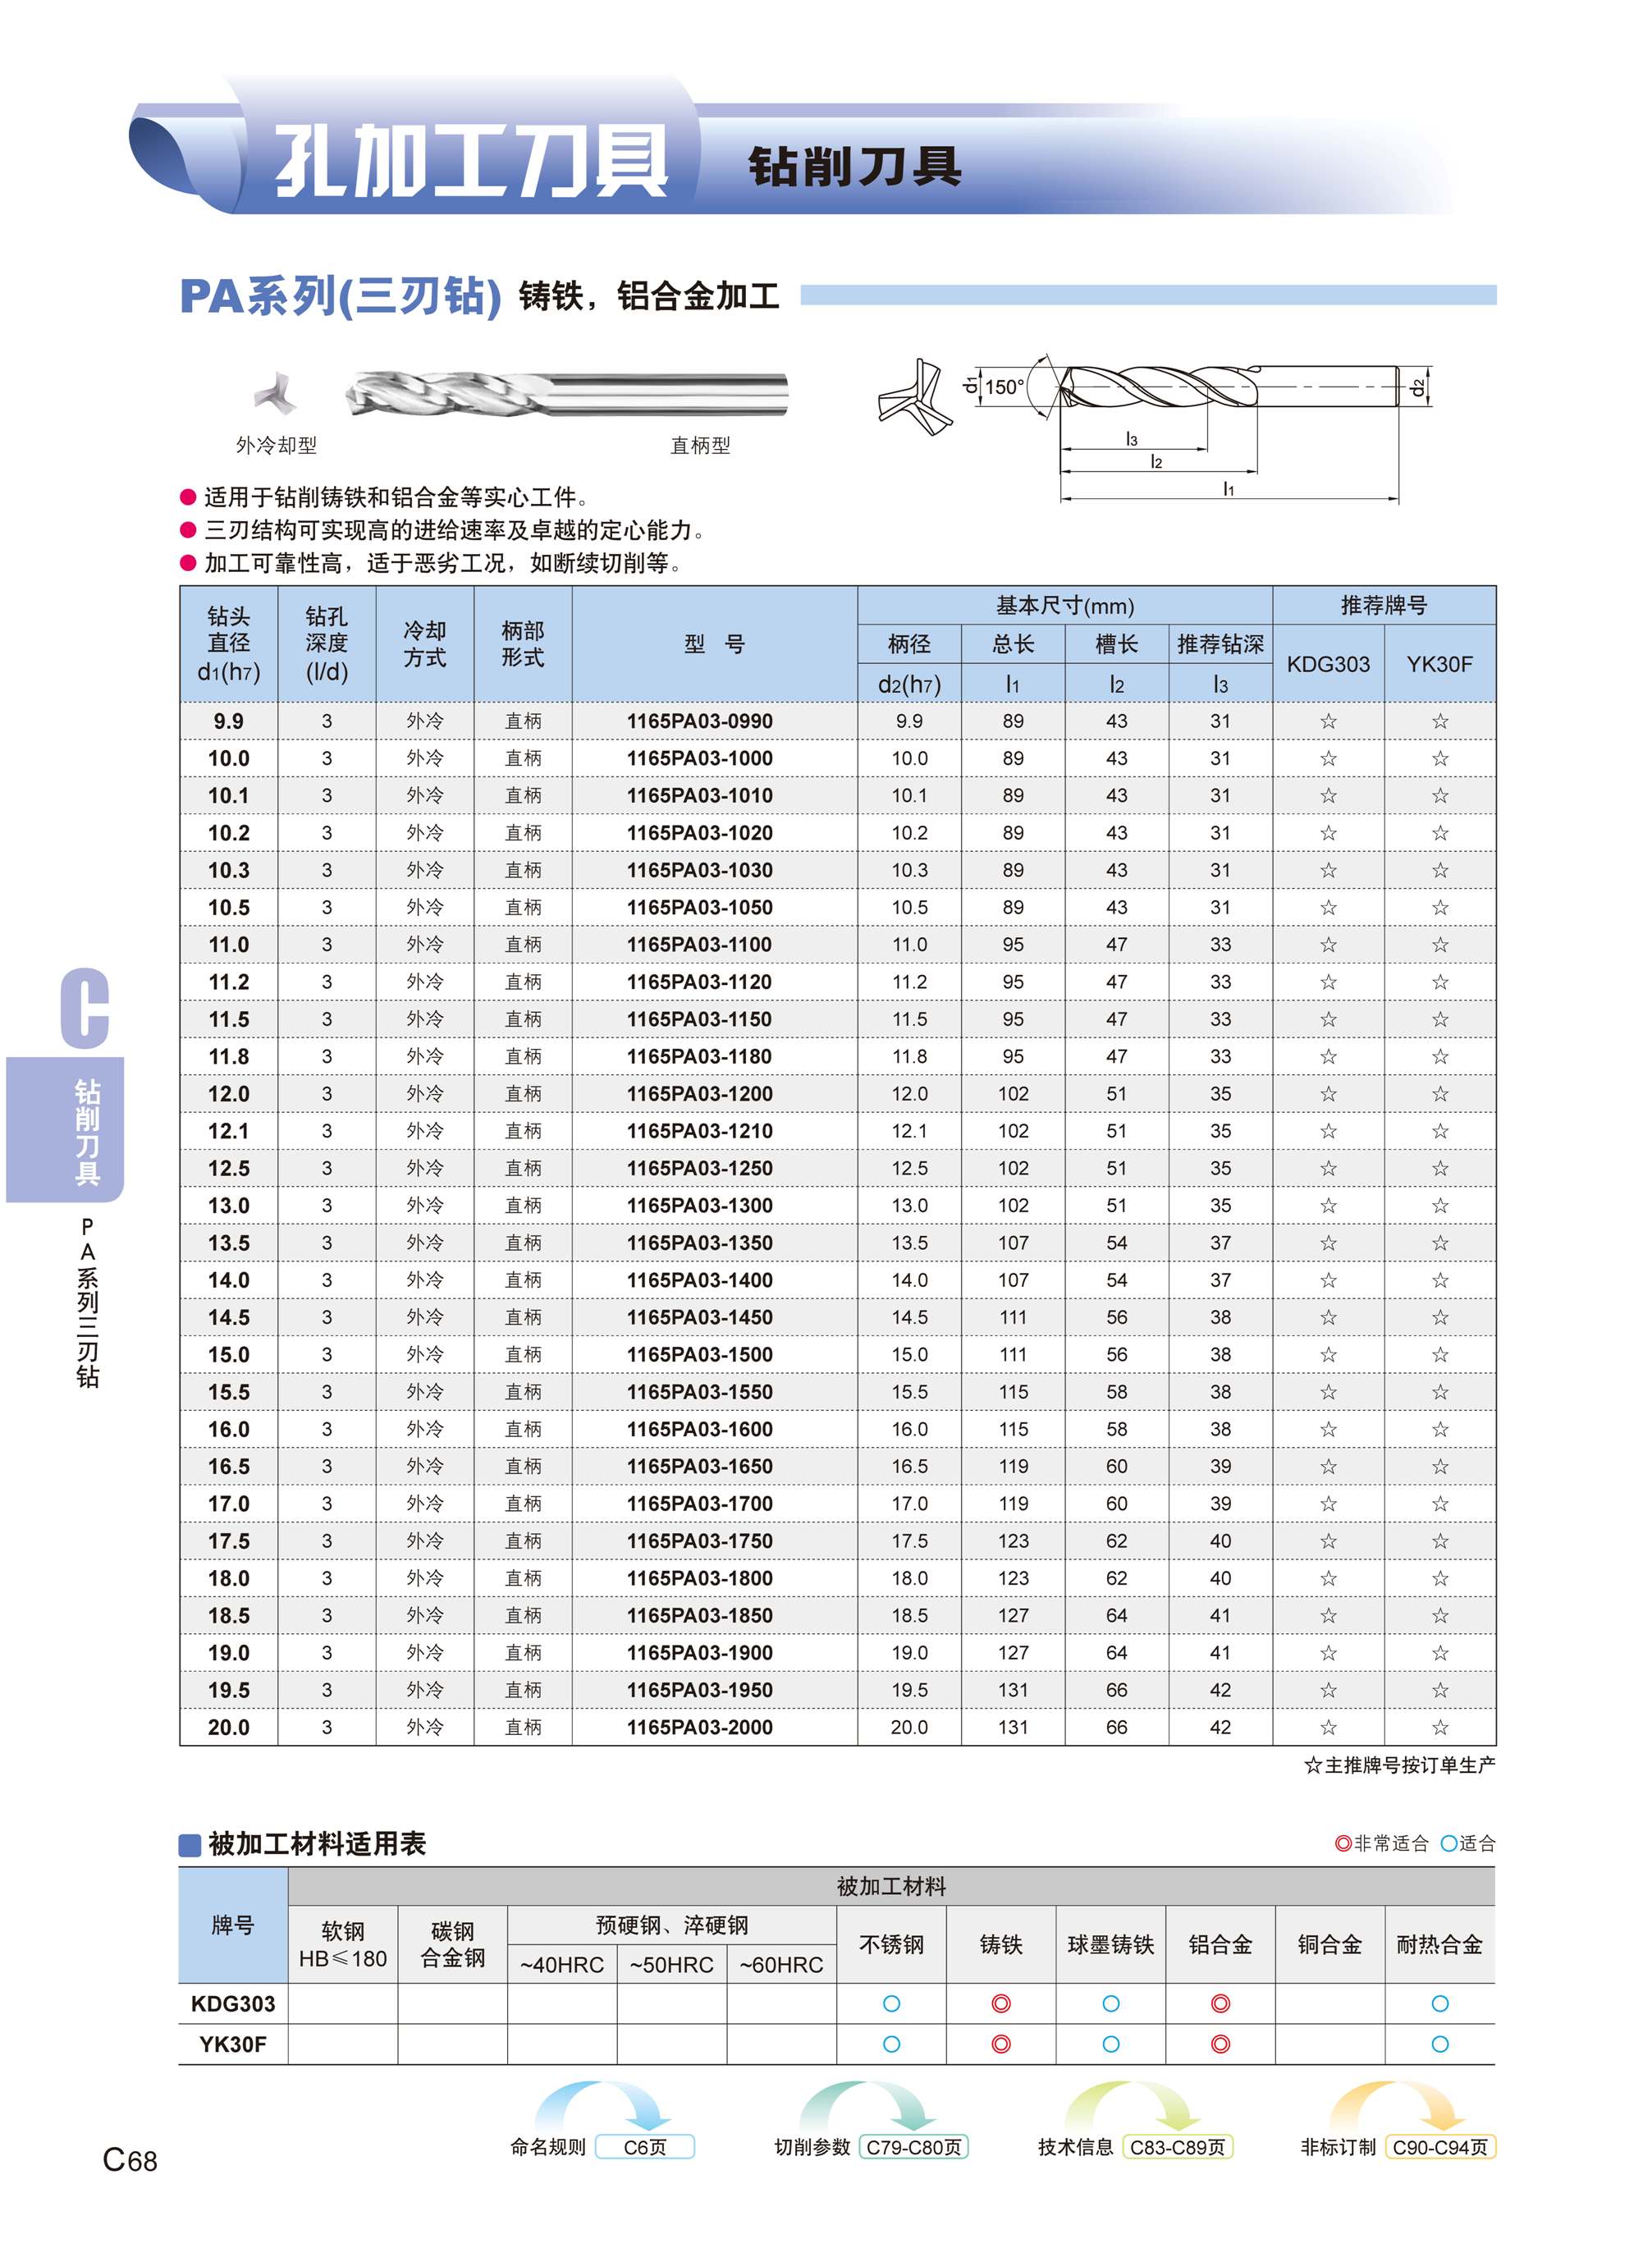 孔加工刀具 钻削刀具
PA系列(三刃钻) 铸铁，铝合金加工
外冷却型 直柄型
d1 150° d2 l3 l2 l1
● 适用于钻削铸铁和铝合金等实心工件。
● 三刃结构可实现高的进给速率及卓越的定心能力。
● 加工可靠性高，适于恶劣工况，如断续切削等。
钻头直径 d1(h7) 钻孔深度 (l/d) 冷却方式 柄部形式 型 号 基本尺寸(mm) 推荐牌号
柄径 总长 槽长 推荐钻深 KDG303 YK30F
d2(h7) l1 l2 l3
9.9 3 外冷 直柄 1165PA03-0990 9.9 89 43 31 ☆ ☆
10.0 3 外冷 直柄 1165PA03-1000 10.0 89 43 31 ☆ ☆
10.1 3 外冷 直柄 1165PA03-1010 10.1 89 43 31 ☆ ☆
10.2 3 外冷 直柄 1165PA03-1020 10.2 89 43 31 ☆ ☆
10.3 3 外冷 直柄 1165PA03-1030 10.3 89 43 31 ☆ ☆
10.5 3 外冷 直柄 1165PA03-1050 10.5 89 43 31 ☆ ☆
11.0 3 外冷 直柄 1165PA03-1100 11.0 95 47 33 ☆ ☆
11.2 3 外冷 直柄 1165PA03-1120 11.2 95 47 33 ☆ ☆
11.5 3 外冷 直柄 1165PA03-1150 11.5 95 47 33 ☆ ☆
11.8 3 外冷 直柄 1165PA03-1180 11.8 95 47 33 ☆ ☆
12.0 3 外冷 直柄 1165PA03-1200 12.0 102 51 35 ☆ ☆
12.1 3 外冷 直柄 1165PA03-1210 12.1 102 51 35 ☆ ☆
12.5 3 外冷 直柄 1165PA03-1250 12.5 102 51 35 ☆ ☆
13.0 3 外冷 直柄 1165PA03-1300 13.0 102 51 35 ☆ ☆
13.5 3 外冷 直柄 1165PA03-1350 13.5 107 54 37 ☆ ☆
14.0 3 外冷 直柄 1165PA03-1400 14.0 107 54 37 ☆ ☆
14.5 3 外冷 直柄 1165PA03-1450 14.5 111 56 38 ☆ ☆
15.0 3 外冷 直柄 1165PA03-1500 15.0 111 56 38 ☆ ☆
15.5 3 外冷 直柄 1165PA03-1550 15.5 115 58 38 ☆ ☆
16.0 3 外冷 直柄 1165PA03-1600 16.0 115 58 38 ☆ ☆
16.5 3 外冷 直柄 1165PA03-1650 16.5 119 60 39 ☆ ☆
17.0 3 外冷 直柄 1165PA03-1700 17.0 119 60 39 ☆ ☆
17.5 3 外冷 直柄 1165PA03-1750 17.5 123 62 40 ☆ ☆
18.0 3 外冷 直柄 1165PA03-1800 18.0 123 62 40 ☆ ☆
18.5 3 外冷 直柄 1165PA03-1850 18.5 127 64 41 ☆ ☆
19.0 3 外冷 直柄 1165PA03-1900 19.0 127 64 41 ☆ ☆
19.5 3 外冷 直柄 1165PA03-1950 19.5 131 66 42 ☆ ☆
20.0 3 外冷 直柄 1165PA03-2000 20.0 131 66 42 ☆ ☆
☆主推牌号按订单生产
C
钻削刀具
PA系列三刃钻
被加工材料适用表 ◎非常适合 ○适合
牌号 被加工材料
软钢 HB≤180 碳钢 合金钢 预硬钢、淬硬钢 不锈钢 铸铁 球墨铸铁 铝合金 铜合金 耐热合金
~40HRC ~50HRC ~60HRC
KDG303 ○ ◎ ○ ◎ ○
YK30F ○ ◎ ○ ◎ ○
命名规则 C6页 切削参数 C79-C80页 技术信息 C83-C89页 非标订制 C90-C94页
C68